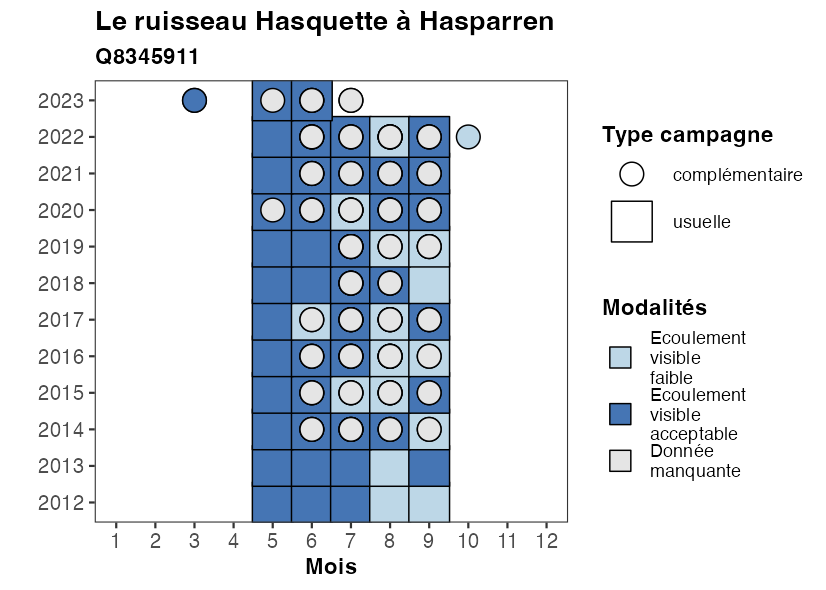 Le ruisseau Hasquette à Hasparren
Q8345911
2023
2022
2021
2020
2019
2018
2017
2016
2015
2014
2013
2012
1 2 3 4 5 6 7 8 9 10 11 12
Mois
Type campagne
complémentaire
usuelle
Modalités
Ecoulement
visible
faible
Ecoulement
visible
acceptable
Donnée
manquante